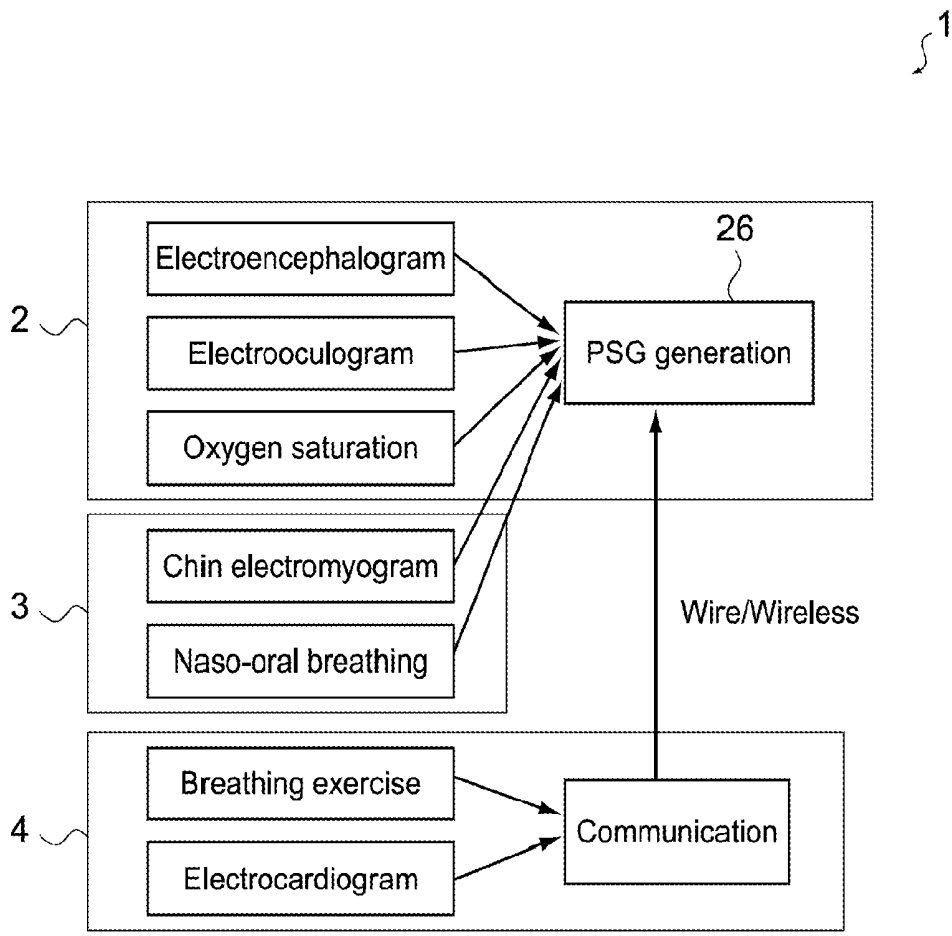 1
26
Electroencephalogram
2
Electrooculogram
PSG generation
Oxygen saturation
Chin electromyogram
3
Naso-oral breathing
Wire/Wireless
Breathing exercise
4
Communication
Electrocardiogram